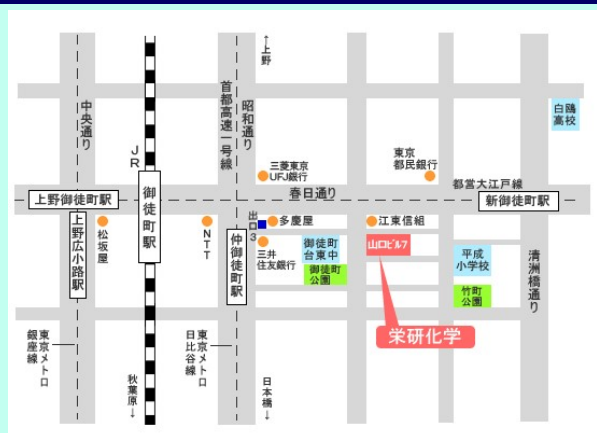 ↑上野
中央通り
JR
首都高速一号線
昭和通り
白鴎
高校
三菱東京
UFJ銀行
東京
都民銀行
春日通り
都営大江戸線
上野御徒町駅
御徒町駅
新御徒町駅
上野広小路駅
松坂屋
NTT
仲御徒町駅
出口3
多慶屋
三井
住友銀行
御徒町
台東中
御徒町
公園
江東信組
山口ビル7
平成
小学校
竹町
公園
清洲橋通り
栄研化学
東京メトロ
銀座線
秋葉原↓
東京メトロ
日比谷線
日本橋↓